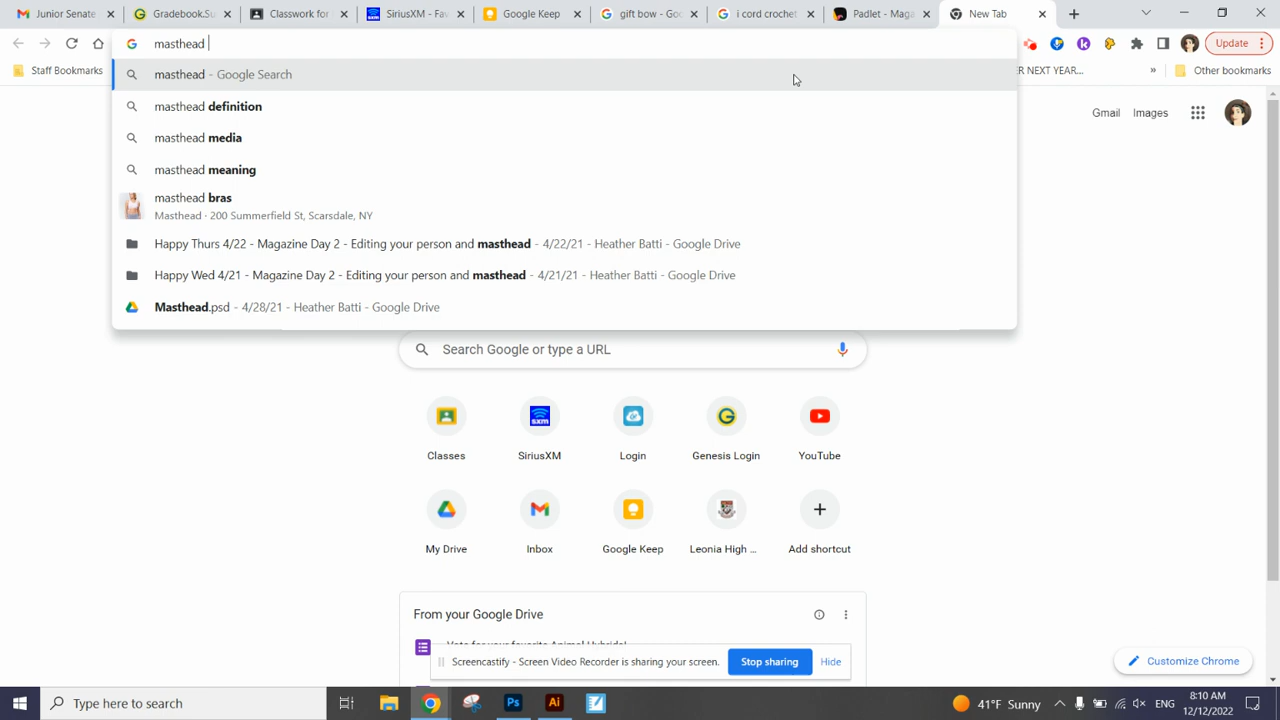 Junior Senate
Gradebook.Su
Classwork for
SiriusXM - Fav
Google Keep
gift bow - Goo
i cord crochet
Padlet - Maga
New Tab
masthead
Update
Staff Bookmarks
R NEXT YEAR...
»
Other bookmarks
masthead - Google Search
masthead definition
masthead media
masthead meaning
masthead bras
Masthead · 200 Summerfield St, Scarsdale, NY
Happy Thurs 4/22 - Magazine Day 2 - Editing your person and masthead - 4/22/21 - Heather Batti - Google Drive
Happy Wed 4/21 - Magazine Day 2 - Editing your person and masthead - 4/21/21 - Heather Batti - Google Drive
Masthead.psd - 4/28/21 - Heather Batti - Google Drive
Gmail
Images
Search Google or type a URL
Classes
SiriusXM
Login
Genesis Login
YouTube
My Drive
Inbox
Google Keep
Leonia High ...
Add shortcut
From your Google Drive
Vote for your favorite Animal Hybrids!
Screencastify - Screen Video Recorder is sharing your screen.
Stop sharing
Hide
Customize Chrome
Type here to search
41°F Sunny
ENG
8:10 AM
12/12/2022